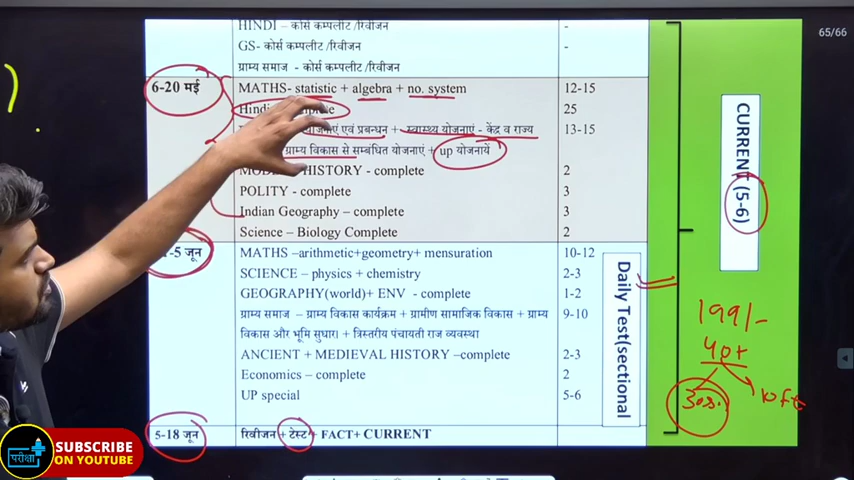 HINDI – कोर्स कम्पलीट /रिवीजन -
GS- कोर्स कम्पलीट /रिवीजन -
ग्राम्य समाज - कोर्स कम्पलीट /रिवीजन
65/66
6-20 मई
MATHS- statistic + algebra + no. system 12-15
25
एवं प्रबन्धन + स्वास्थ्य योजनाएं - केंद्र व राज्य 13-15
ग्राम्य विकास से सम्बंधित योजनाएं + up योजनायें
HISTORY - complete 2
POLITY - complete 3
Indian Geography – complete 3
Science – Biology Complete 2
-5 जून
MATHS –arithmetic+geometry+ mensuration 10-12
SCIENCE – physics + chemistry 2-3
GEOGRAPHY(world)+ ENV - complete 1-2
ग्राम्य समाज – ग्राम्य विकास कार्यक्रम + ग्रामीण सामाजिक विकास + ग्राम्य 9-10
विकास और भूमि सुधार। + त्रिस्तरीय पंचायती राज व्यवस्था
ANCIENT + MEDIEVAL HISTORY –complete 2-3
Economics – complete 2
UP special 5-6
5-18 जून
रिवीजन + टेस्ट + FACT+ CURRENT
Daily Test(sectional
CURRENT (5-6)
199/-
40+
परीक्षा
SUBSCRIBE
ON YOUTUBE